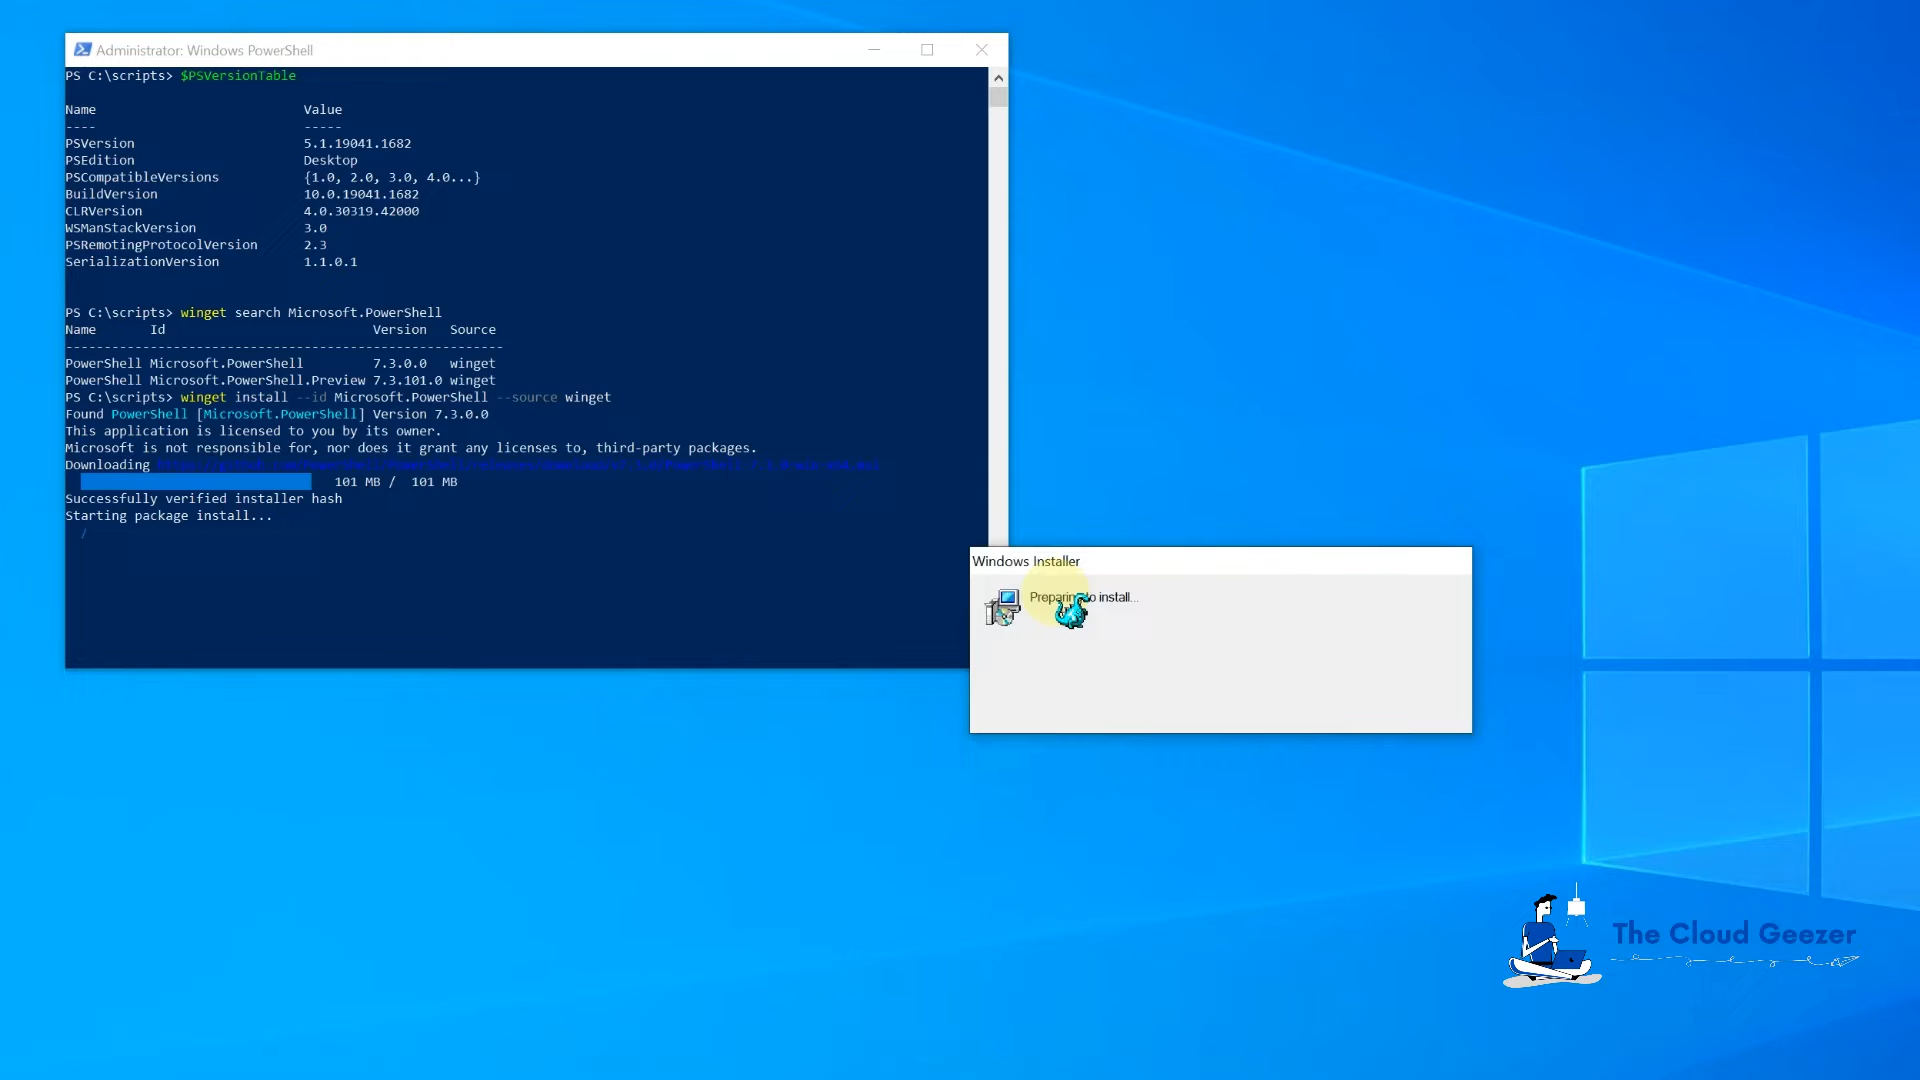 Administrator: Windows PowerShell
PS C:\scripts> $PSVersionTable
Name Value
---- -----
PSVersion 5.1.19041.1682
PSEdition Desktop
PSCompatibleVersions {1.0, 2.0, 3.0, 4.0...}
BuildVersion 10.0.19041.1682
CLRVersion 4.0.30319.42000
WSManStackVersion 3.0
PSRemotingProtocolVersion 2.3
SerializationVersion 1.1.0.1
PS C:\scripts> winget search Microsoft.PowerShell
Name Id Version Source
---------------------------------------------------------
PowerShell Microsoft.PowerShell 7.3.0.0 winget
PowerShell Microsoft.PowerShell.Preview 7.3.101.0 winget
PS C:\scripts> winget install --id Microsoft.PowerShell --source winget
Found PowerShell [Microsoft.PowerShell] Version 7.3.0.0
This application is licensed to you by its owner.
Microsoft is not responsible for, nor does it grant any licenses to, third-party packages.
Downloading
101 MB / 101 MB
Successfully verified installer hash
Starting package install...
/
Windows Installer
Preparing to install...
The Cloud Geezer